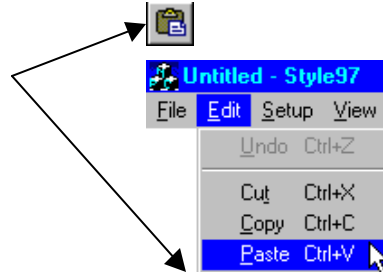 Untitled - Style97
File Edit Setup View
Undo Ctrl+Z
Cut Ctrl+X
Copy Ctrl+C
Paste Ctrl+V